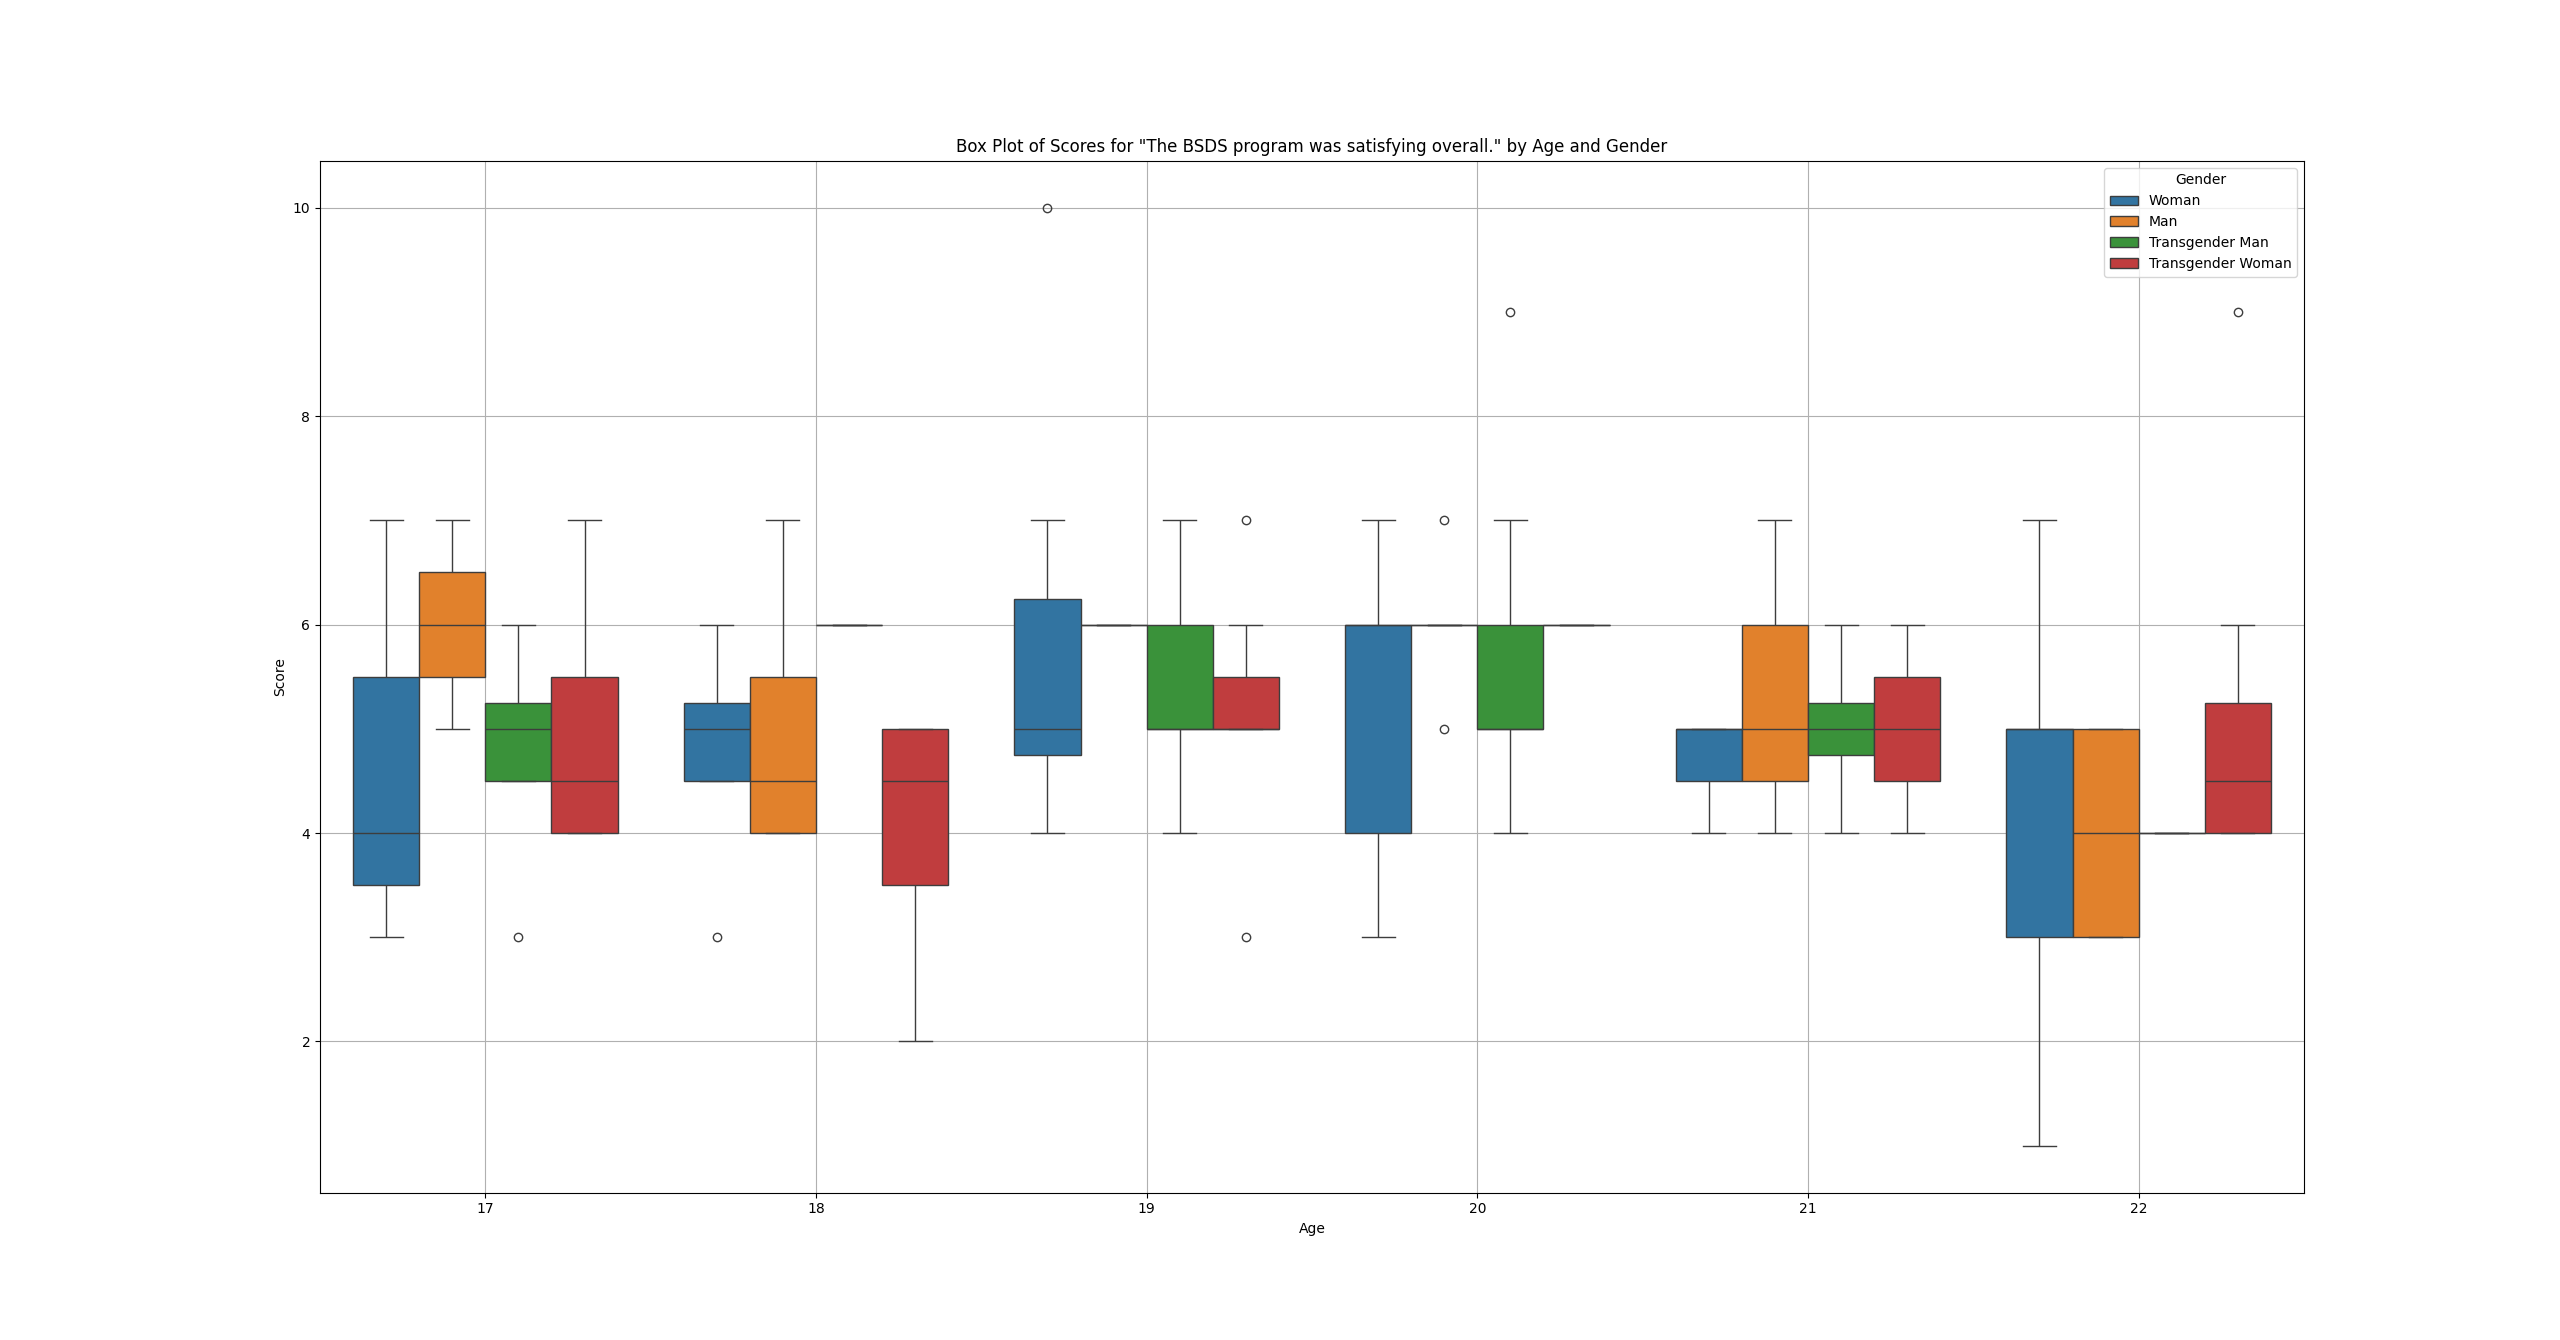 Box Plot of Scores for "The BSDS program was satisfying overall." by Age and Gender
Gender
Woman
Man
Transgender Man
Transgender Woman
10
8
6
4
2
Score
17 18 19 20 21 22
Age